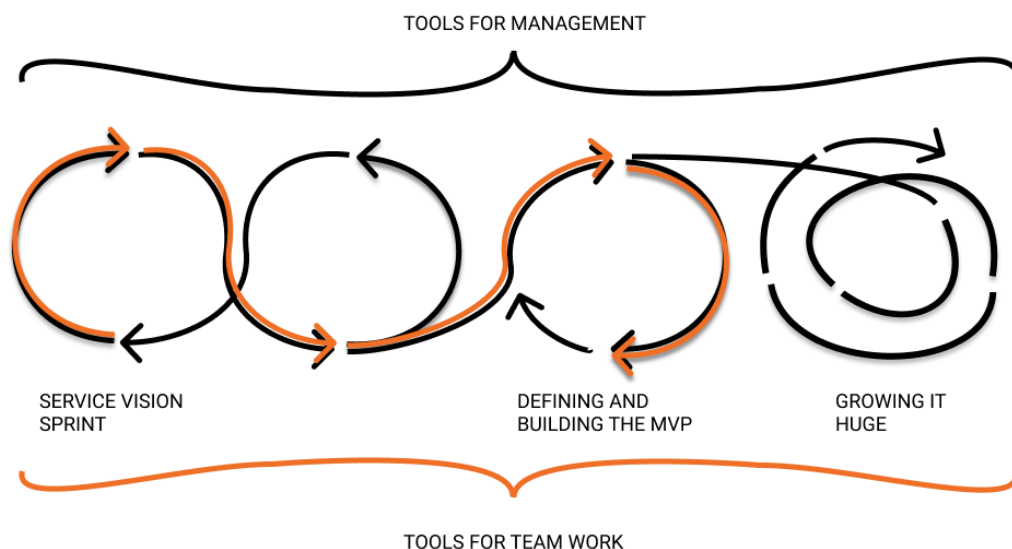 TOOLS FOR MANAGEMENT
SERVICE VISION
SPRINT
DEFINING AND
BUILDING THE MVP
GROWING IT
HUGE
TOOLS FOR TEAM WORK